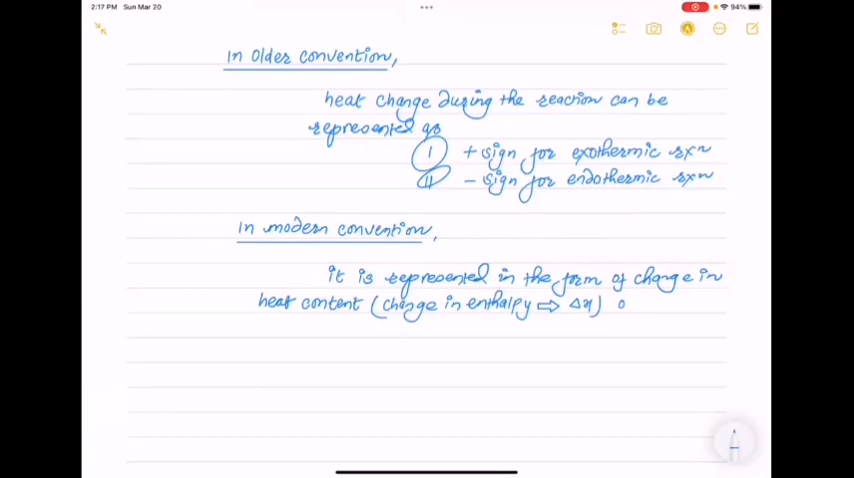 2:17 PM Sun Mar 20
94%
In older convention,
heat change during the reaction can be
represented as
I + sign for exothermic rxn
II - sign for endothermic rxn
In modern convention,
it is represented in the form of change in
heat content (change in enthalpy ⇒ ΔH) o